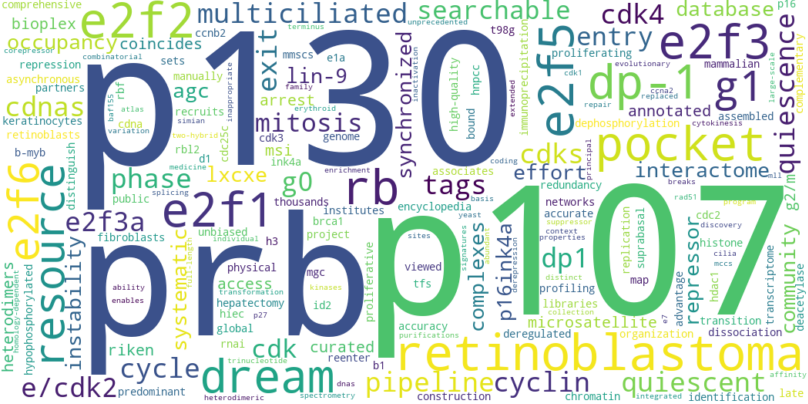 comprehensive
e2f2
multiciliated
searchable
cdk4
database
p16
bioplex
ccnb2
corepressor
terminus
unprecedented
t98g
combinatorial
occupancy
coincides
exit
mmscs
e1a
entry
e2f3
repression
sets
lin-9
proliferating
evolutionary
mammalian
asynchronous
manually
family
cdk1
ccna2
large-scale
complementary
quiescence
partners
cdnas
agc
arrest
synchronized
inactivation
high-quality
hnpcc
immunoprecipitation
e2f5
dp-1
g1
replaced
p130
baf155
rbf
atlas
cdna
variation
recruits
simian
cdc25c
inappropriate
erythroid
bound
extended
repair
annotated
assembled
keratinocytes
retinoblasts
two-hybrid
mitosis
cdk3
genome
dephosphorylation
cytokinesis
b-myb
rbl2
msi
coding
pocket
distinguish
d1
ink4a
enrichment
associates
cdks
principal
lxcxe
effort
interactome
phase
medicine
g0
rb
tags
redundancy
breaks
rad51
mll
program
g2/m
e2f6
resource
public
splicing
thousands
encyclopedia
basis
networks
cdc2
e2f3a
e2f1
institutes
brca1
yeast
accurate
suppressor
discovery
fibroblasts
unbiased
project
p16ink4a
context
properties
histone
instability
individual
h3
proliferative
p107
sites
signatures
abundant
derepression
dp1
replication
suprabasal
repressor
cilia
mccs
prb
physical
mgc
kinases
viewed
tfs
complexes
distinct
profiling
map
hdac1
advantage
community
transcriptome
deacetylase
heterodimers
homology-dependent
hypophosphorylated
systematic
full-length
ability
enables
access
transformation
id2
hepatectomy
libraries
collection
hiec
p27
accuracy
microsatellite
transition
global
purifications
deregulated
organization
e7
dissociation
riken
rnai
curated
retinoblastoma
cycle
trinucleotide
cdk
reenter
b1
e/cdk2
dream
dnas
pipeline
cyclin
quiescent
affinity
predominant
heterodimeric
spectrometry
construction
chromatin
integrated
identification
late